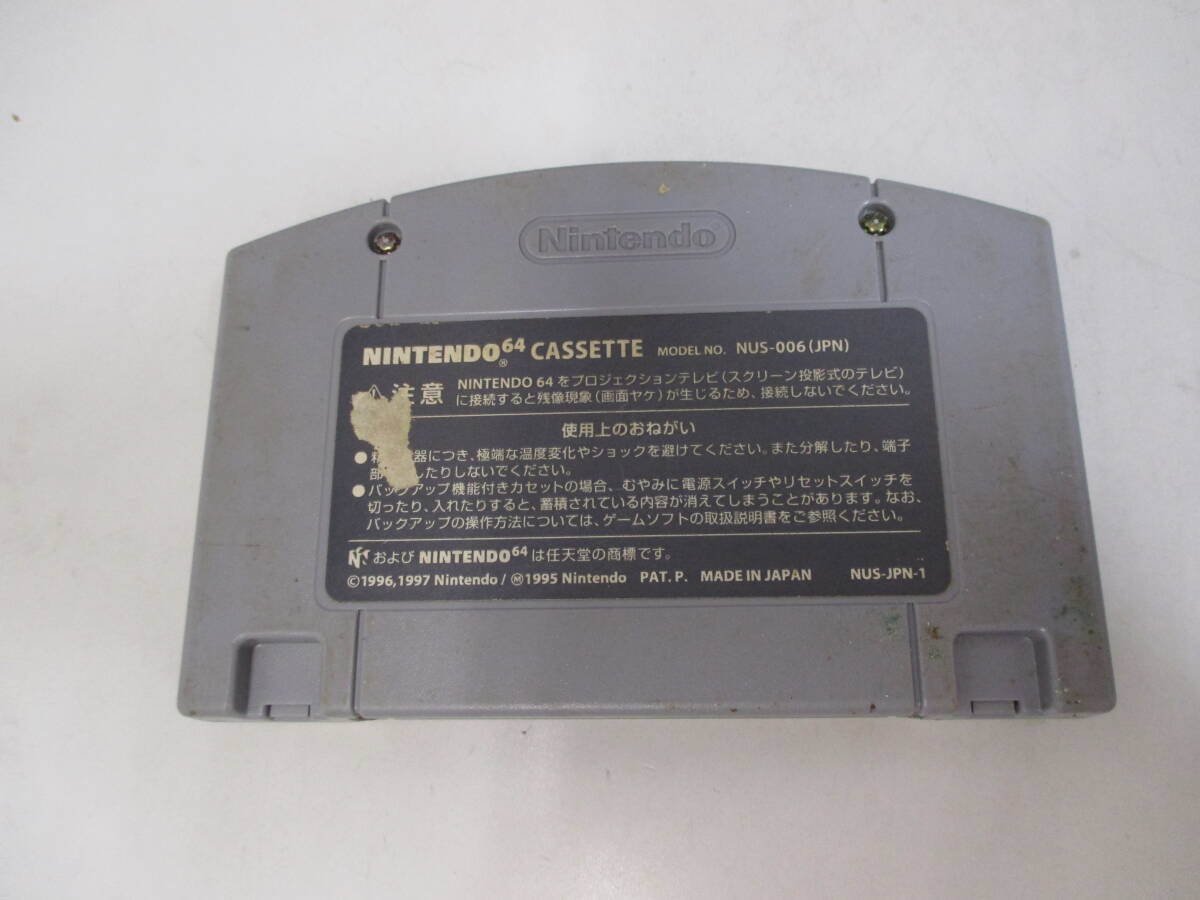 Nintendo
NINTENDO64® CASSETTE MODEL NO. NUS-006(JPN)
注意 NINTENDO 64 をプロジェクションテレビ(スクリーン投影式のテレビ)
に接続すると残像現象(画面ヤケ)が生じるため、接続しないでください。
使用上のおねがい
●精 器につき、極端な温度変化やショックを避けてください。また分解したり、端子
部 したりしないでください。
●バックアップ機能付きカセットの場合、むやみに電源スイッチやリセットスイッチを
切ったり、入れたりすると、蓄積されている内容が消えてしまうことがあります。なお、
バックアップの操作方法については、ゲームソフトの取扱説明書をご参照ください。
および NINTENDO64 は任天堂の商標です。
©1996,1997 Nintendo / Ⓜ1995 Nintendo PAT. P. MADE IN JAPAN NUS-JPN-1